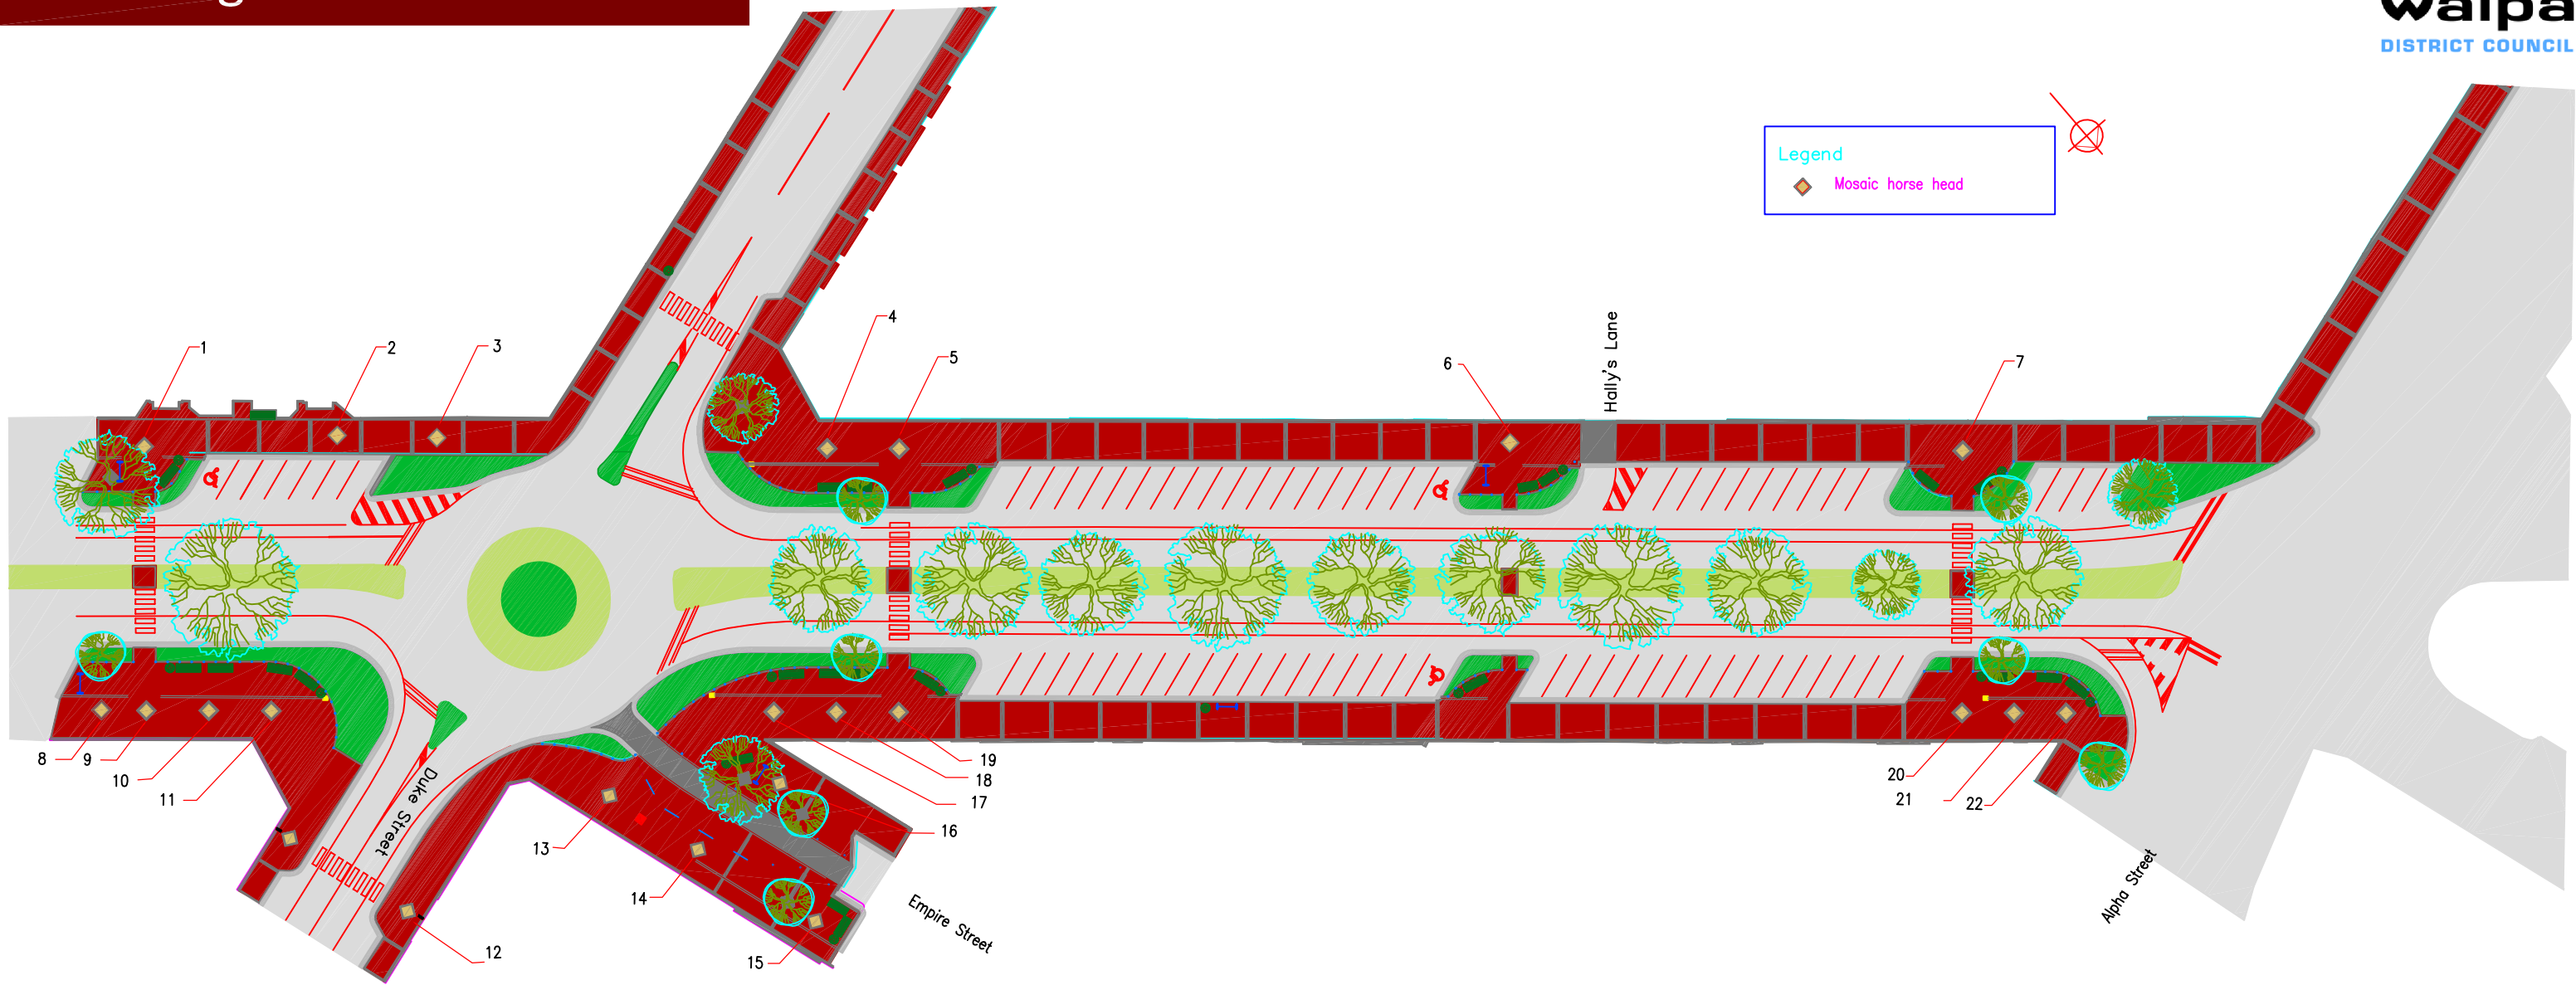 Waipa
DISTRICT COUNCIL
Legend
Mosaic horse head
Hally's Lane
1
2
3
4
5
6
7
8
9
10
11
12
13
14
15
16
17
18
19
20
21
22
Duke Street
Empire Street
Alpha Street